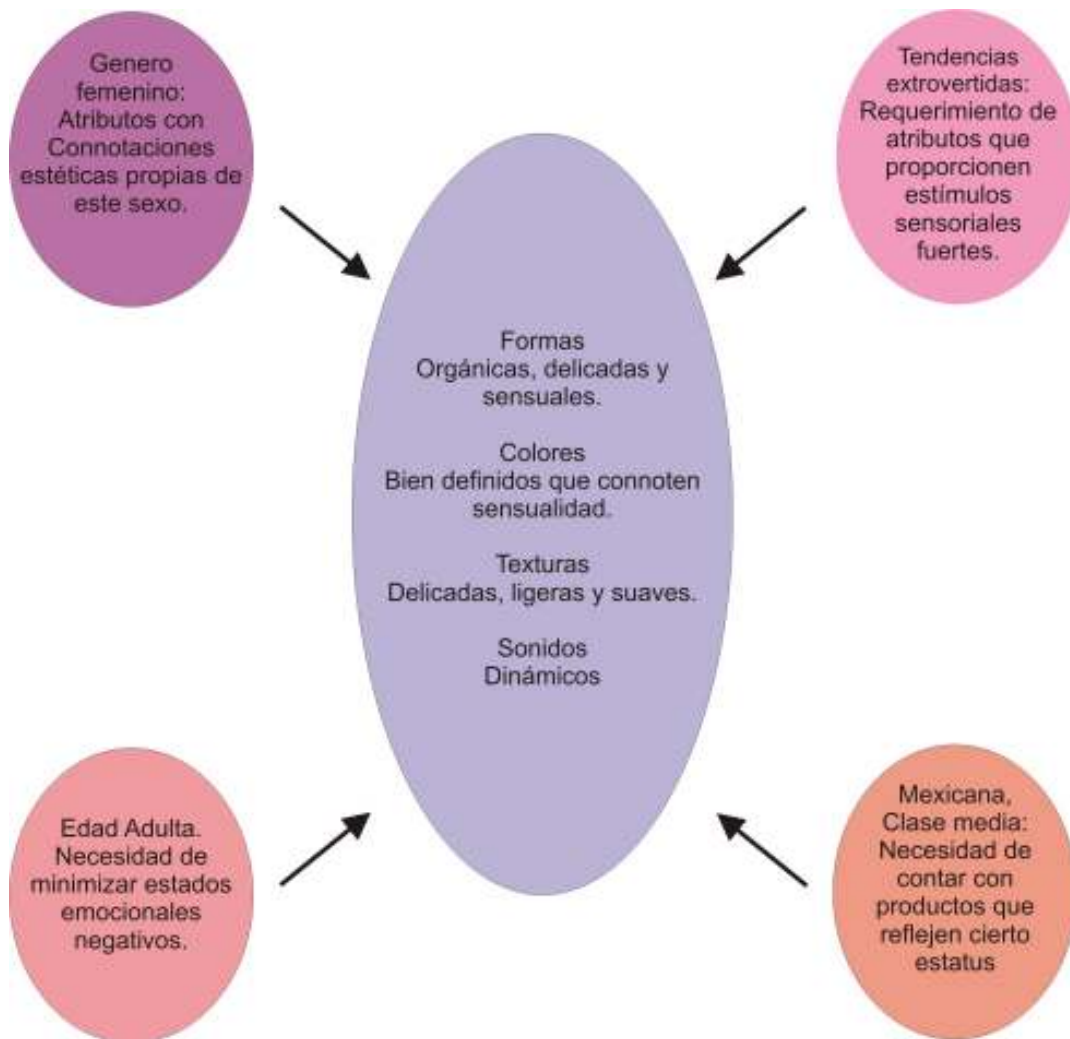 Genero
femenino:
Atributos con
Connotaciones
estéticas propias de
este sexo.
Tendencias
extrovertidas:
Requerimiento de
atributos que
proporcionen
estímulos
sensoriales
fuertes.
Formas
Orgánicas, delicadas y
sensuales.
Colores
Bien definidos que connoten
sensualidad.
Texturas
Delicadas, ligeras y suaves.
Sonidos
Dinámicos
Edad Adulta.
Necesidad de
minimizar estados
emocionales
negativos.
Mexicana,
Clase media:
Necesidad de
contar con
productos que
reflejen cierto
estatus